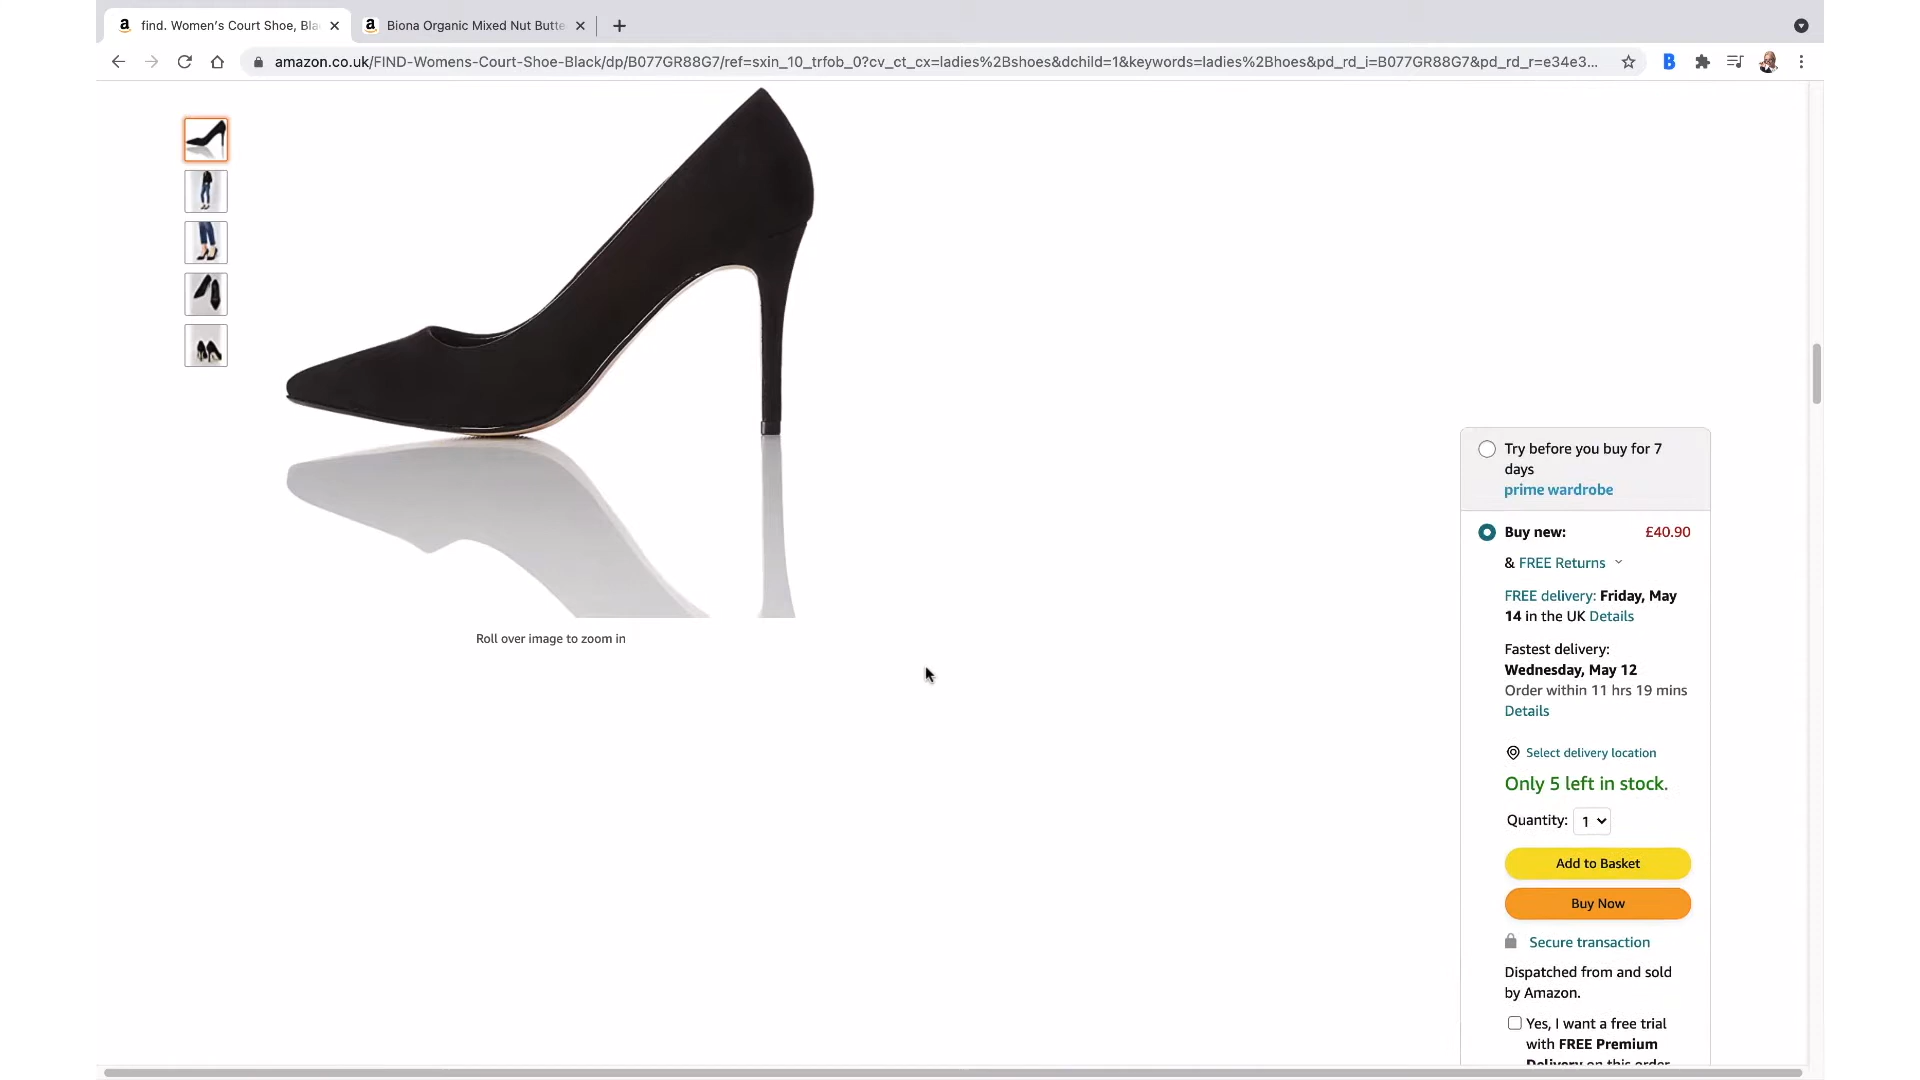 find. Women's Court Shoe, Bla
Biona Organic Mixed Nut Butte
amazon.co.uk/FIND-Womens-Court-Shoe-Black/dp/B077GR88G7/ref=sxin_10_trfob_0?cv_ct_cx=ladies%2Bshoes&dchild=1&keywords=ladies%2Bhoes&pd_rd_i=B077GR88G7&pd_rd_r=e34e3...
Roll over image to zoom in
Try before you buy for 7
days
prime wardrobe
Buy new: £40.90
& FREE Returns
FREE delivery: Friday, May
14 in the UK Details
Fastest delivery:
Wednesday, May 12
Order within 11 hrs 19 mins
Details
Select delivery location
Only 5 left in stock.
Quantity: 1
Add to Basket
Buy Now
Secure transaction
Dispatched from and sold
by Amazon.
Yes, I want a free trial
with FREE Premium
Delivery on this order